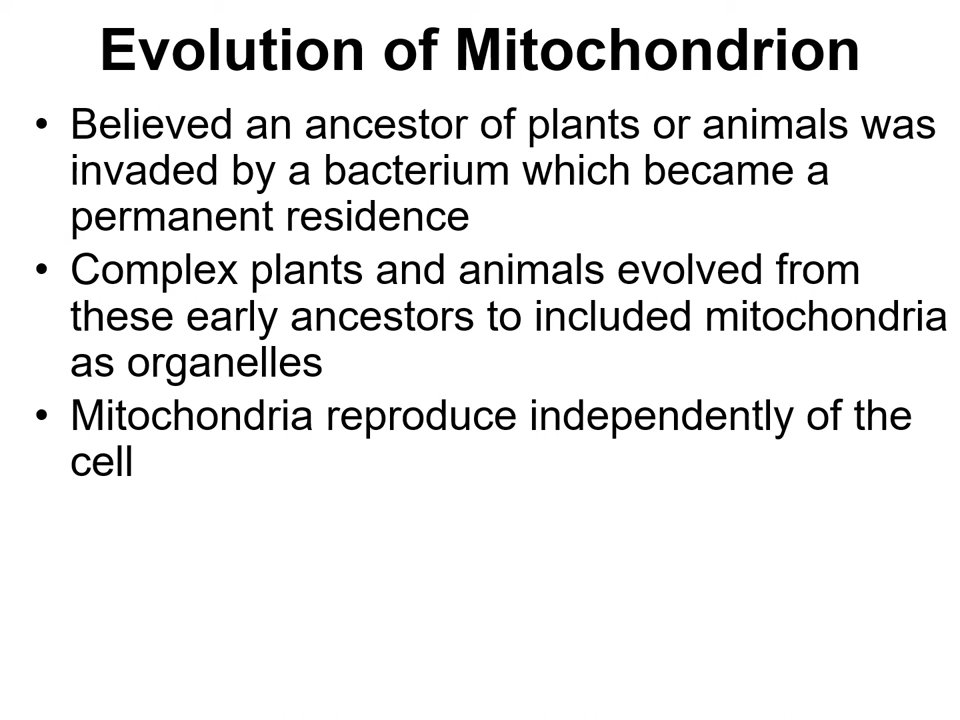 Evolution of Mitochondrion
• Believed an ancestor of plants or animals was
invaded by a bacterium which became a
permanent residence
• Complex plants and animals evolved from
these early ancestors to included mitochondria
as organelles
• Mitochondria reproduce independently of the
cell